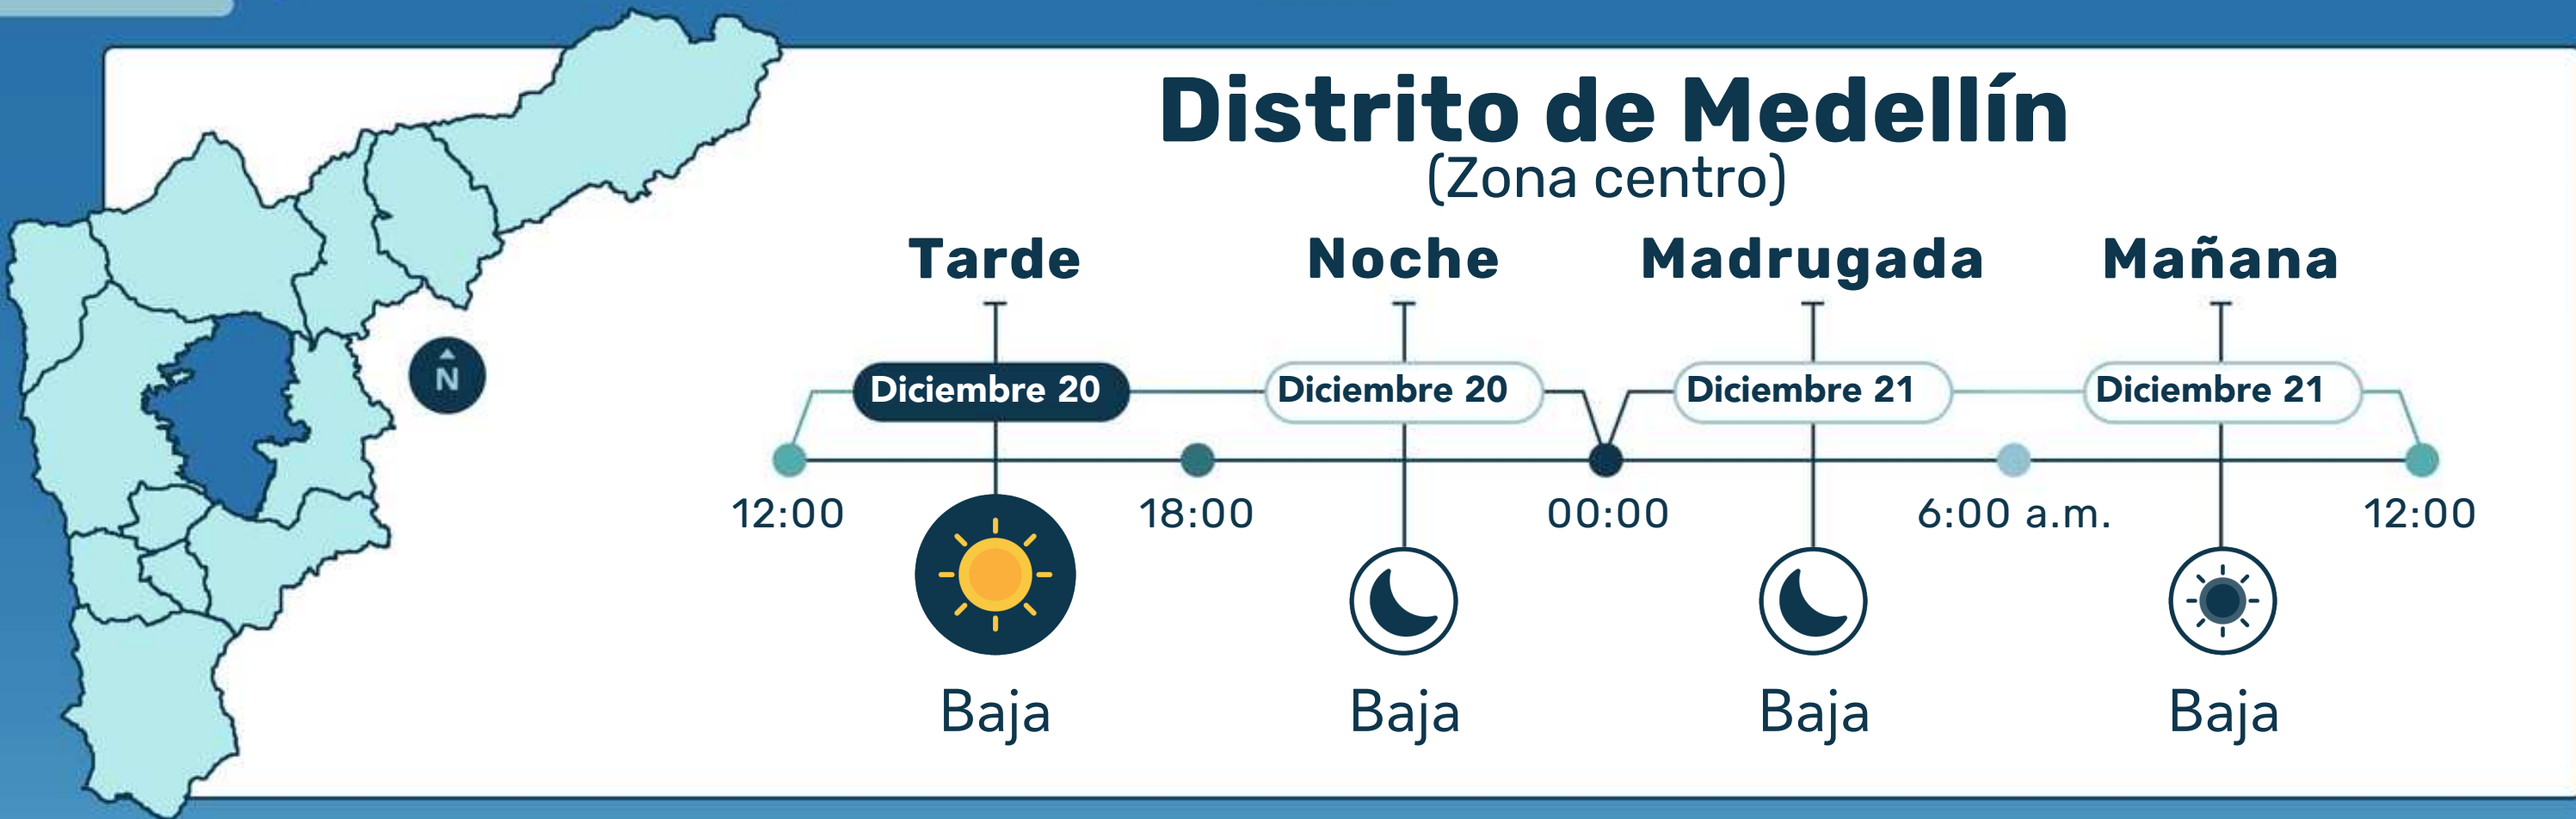 Distrito de Medellín
(Zona centro)
Tarde Noche Madrugada Mañana
Diciembre 20 Diciembre 20 Diciembre 21 Diciembre 21
N
12:00 18:00 00:00 6:00 a.m. 12:00
Baja Baja Baja Baja